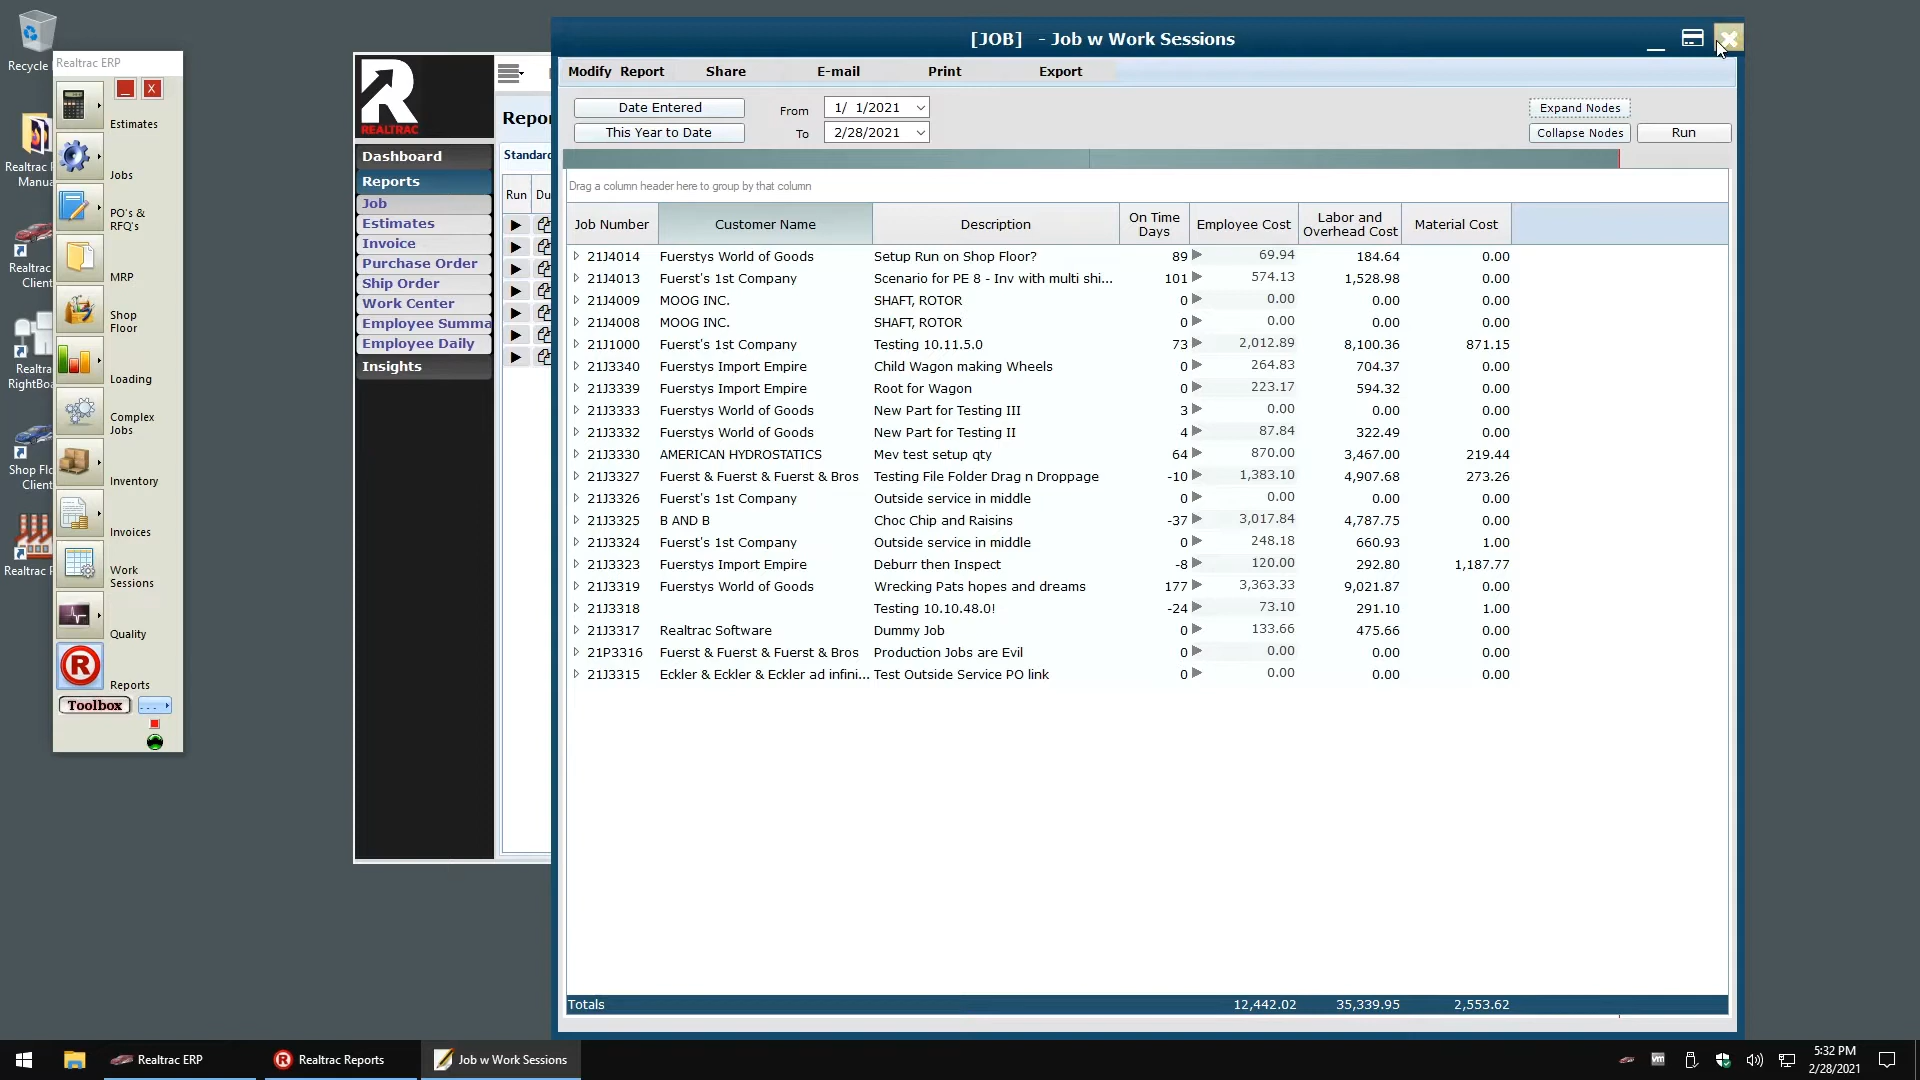 Recycle
Realtrac
Manua
Realtrac
Client
Realtra
RightBoa
Shop Flo
Client
Realtrac
Realtrac ERP
_ X
Estimates
Jobs
PO's &
RFQ's
MRP
Shop
Floor
Loading
Complex
Jobs
Inventory
Invoices
Work
Sessions
Quality
R
Reports
Toolbox ...
REALTRAC
Dashboard
Reports
Job
Estimates
Invoice
Purchase Order
Ship Order
Work Center
Employee Summa
Employee Daily
Insights
Repor
Standard
Run Du
[JOB] - Job w Work Sessions
Modify Report Share E-mail Print Export
Date Entered From 1/ 1/2021 Expand Nodes
This Year to Date To 2/28/2021 Collapse Nodes Run
Drag a column header here to group by that column
Job Number Customer Name Description On Time Days Employee Cost Labor and Overhead Cost Material Cost
21J4014 Fuerstys World of Goods Setup Run on Shop Floor? 89 69.94 184.64 0.00
21J4013 Fuerst's 1st Company Scenario for PE 8 - Inv with multi shi... 101 574.13 1,528.98 0.00
21J4009 MOOG INC. SHAFT, ROTOR 0 0.00 0.00 0.00
21J4008 MOOG INC. SHAFT, ROTOR 0 0.00 0.00 0.00
21J1000 Fuerst's 1st Company Testing 10.11.5.0 73 2,012.89 8,100.36 871.15
21J3340 Fuerstys Import Empire Child Wagon making Wheels 0 264.83 704.37 0.00
21J3339 Fuerstys Import Empire Root for Wagon 0 223.17 594.32 0.00
21J3333 Fuerstys World of Goods New Part for Testing III 3 0.00 0.00 0.00
21J3332 Fuerstys World of Goods New Part for Testing II 4 87.84 322.49 0.00
21J3330 AMERICAN HYDROSTATICS Mev test setup qty 64 870.00 3,467.00 219.44
21J3327 Fuerst & Fuerst & Fuerst & Bros Testing File Folder Drag n Droppage -10 1,383.10 4,907.68 273.26
21J3326 Fuerst's 1st Company Outside service in middle 0 0.00 0.00 0.00
21J3325 B AND B Choc Chip and Raisins -37 3,017.84 4,787.75 0.00
21J3324 Fuerst's 1st Company Outside service in middle 0 248.18 660.93 1.00
21J3323 Fuerstys Import Empire Deburr then Inspect -8 120.00 292.80 1,187.77
21J3319 Fuerstys World of Goods Wrecking Pats hopes and dreams 177 3,363.33 9,021.87 0.00
21J3318 Testing 10.10.48.0! -24 73.10 291.10 1.00
21J3317 Realtrac Software Dummy Job 0 133.66 475.66 0.00
21P3316 Fuerst & Fuerst & Fuerst & Bros Production Jobs are Evil 0 0.00 0.00 0.00
21J3315 Eckler & Eckler & Eckler ad infini... Test Outside Service PO link 0 0.00 0.00 0.00
Totals 12,442.02 35,339.95 2,553.62
Realtrac ERP Realtrac Reports Job w Work Sessions
5:32 PM
2/28/2021